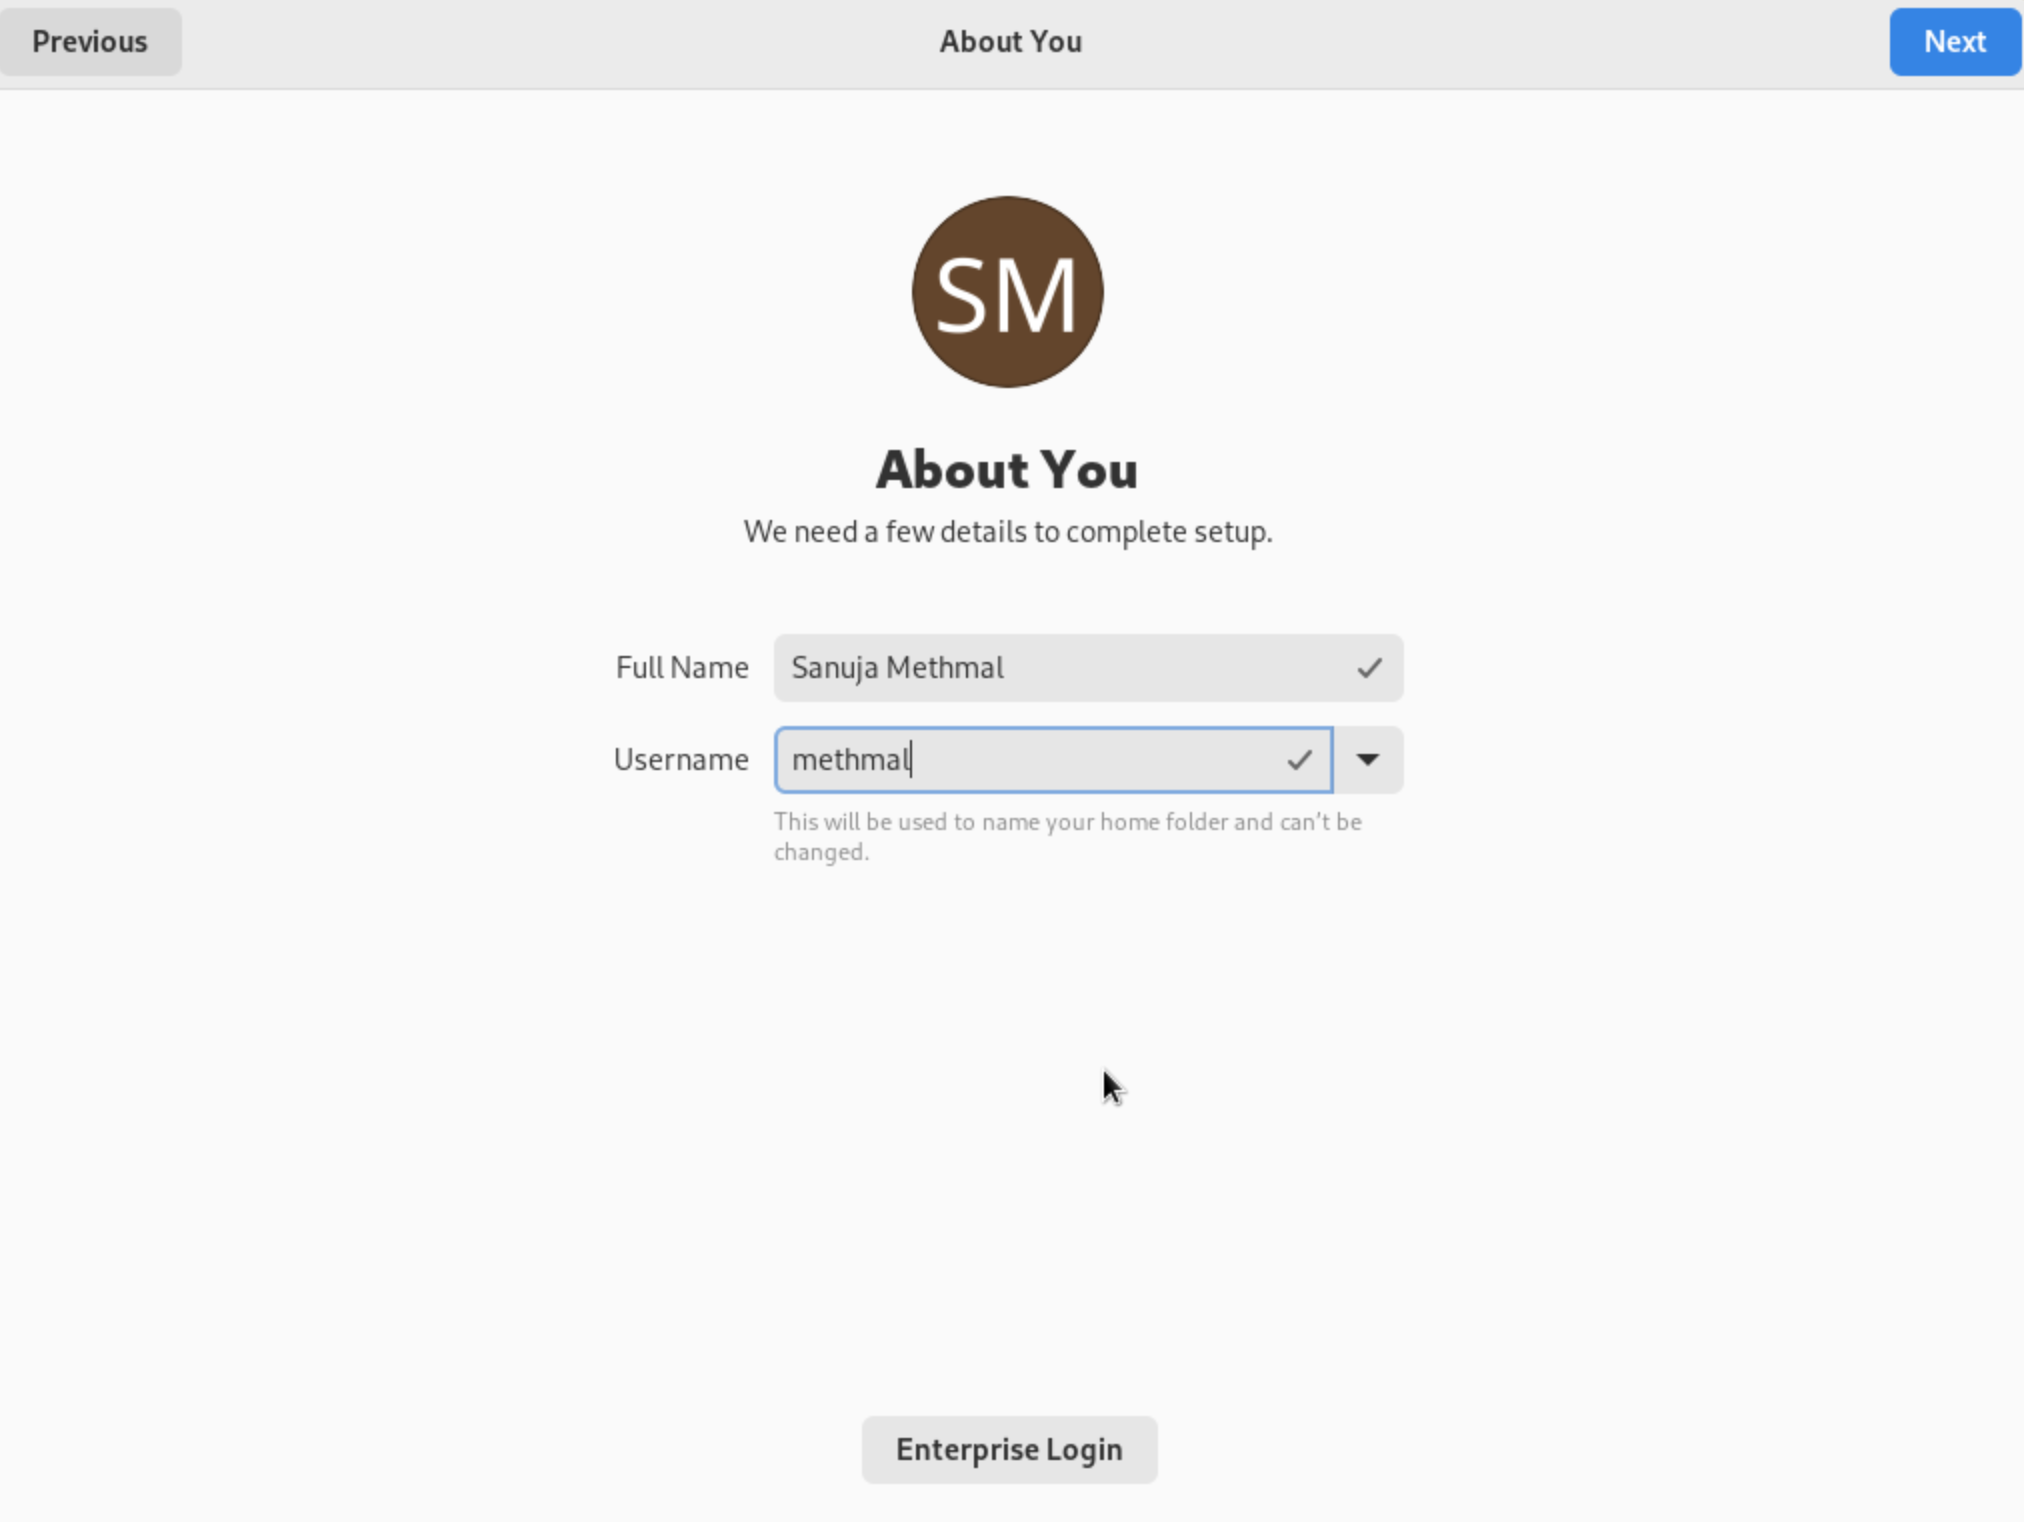 Previous
About You
Next
SM
About You
We need a few details to complete setup.
Full Name
Sanuja Methmal
Username
methmal
This will be used to name your home folder and can’t be
changed.
Enterprise Login